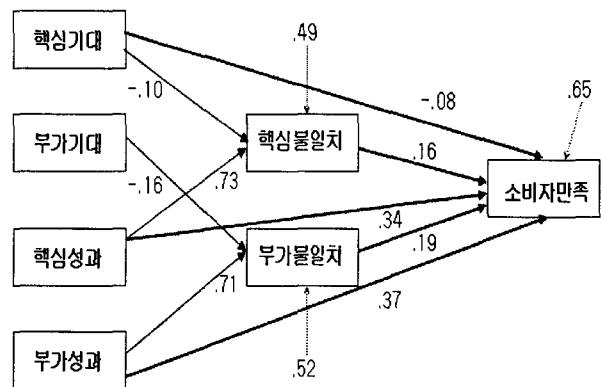 핵심기대
.49
-.10
-.08
.65
부가기대
핵심불일치
.16
-.16
.73
소비자만족
.34
핵심성과
부가불일치
.19
.71
.37
부가성과
.52